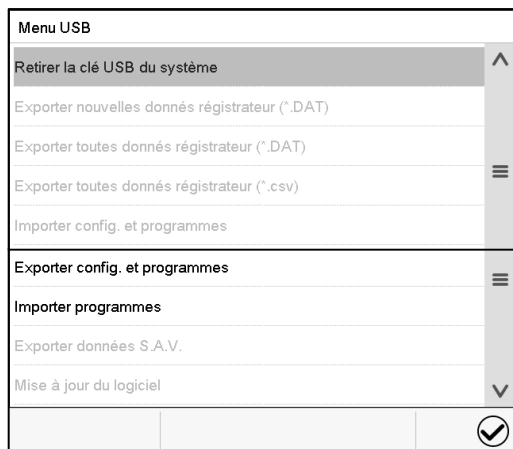 Menu USB
Retirer la clé USB du système
Exporter nouvelles donnés régistrateur (*.DAT)
Exporter toutes donnés régistrateur (*.DAT)
Exporter toutes donnés régistrateur (*.csv)
Importer config. et programmes
Exporter config. et programmes
Importer programmes
Exporter données S.A.V.
Mise à jour du logiciel